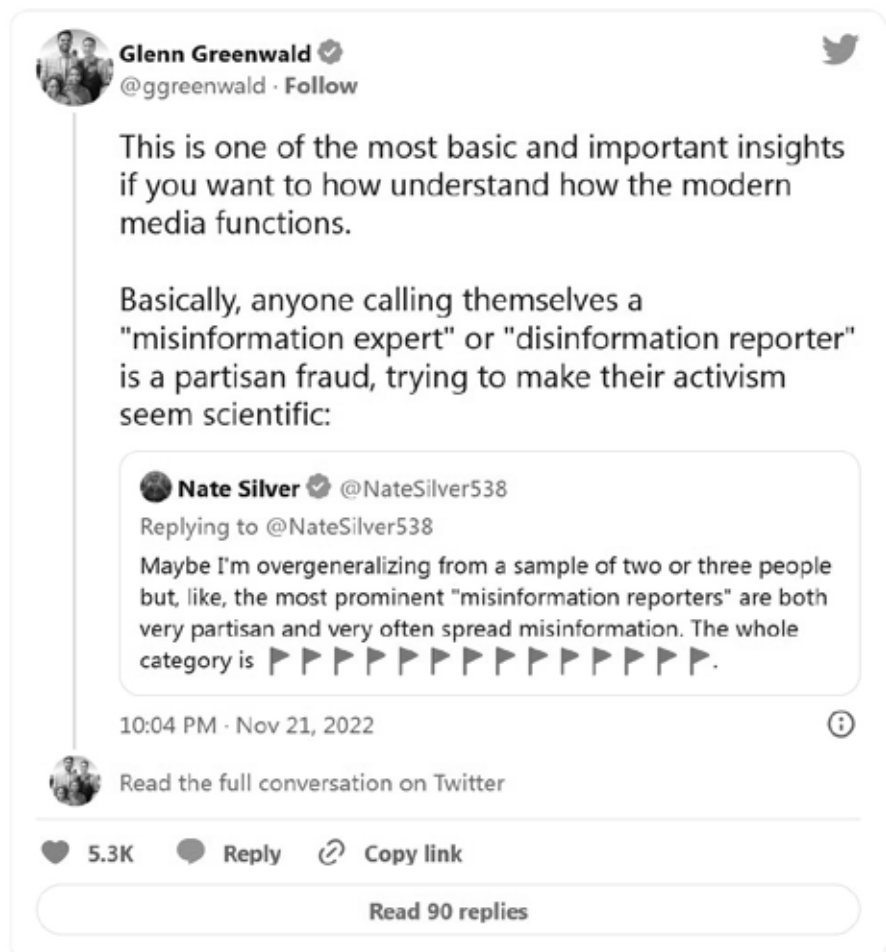 Glenn Greenwald
@ggreenwald · Follow
This is one of the most basic and important insights
if you want to how understand how the modern
media functions.
Basically, anyone calling themselves a
"misinformation expert" or "disinformation reporter"
is a partisan fraud, trying to make their activism
seem scientific:
Nate Silver @NateSilver538
Replying to @NateSilver538
Maybe I'm overgeneralizing from a sample of two or three people
but, like, the most prominent "misinformation reporters" are both
very partisan and very often spread misinformation. The whole
category is 🚩🚩🚩🚩🚩🚩🚩🚩🚩🚩🚩🚩🚩🚩.
10:04 PM · Nov 21, 2022
Read the full conversation on Twitter
5.3K Reply Copy link
Read 90 replies